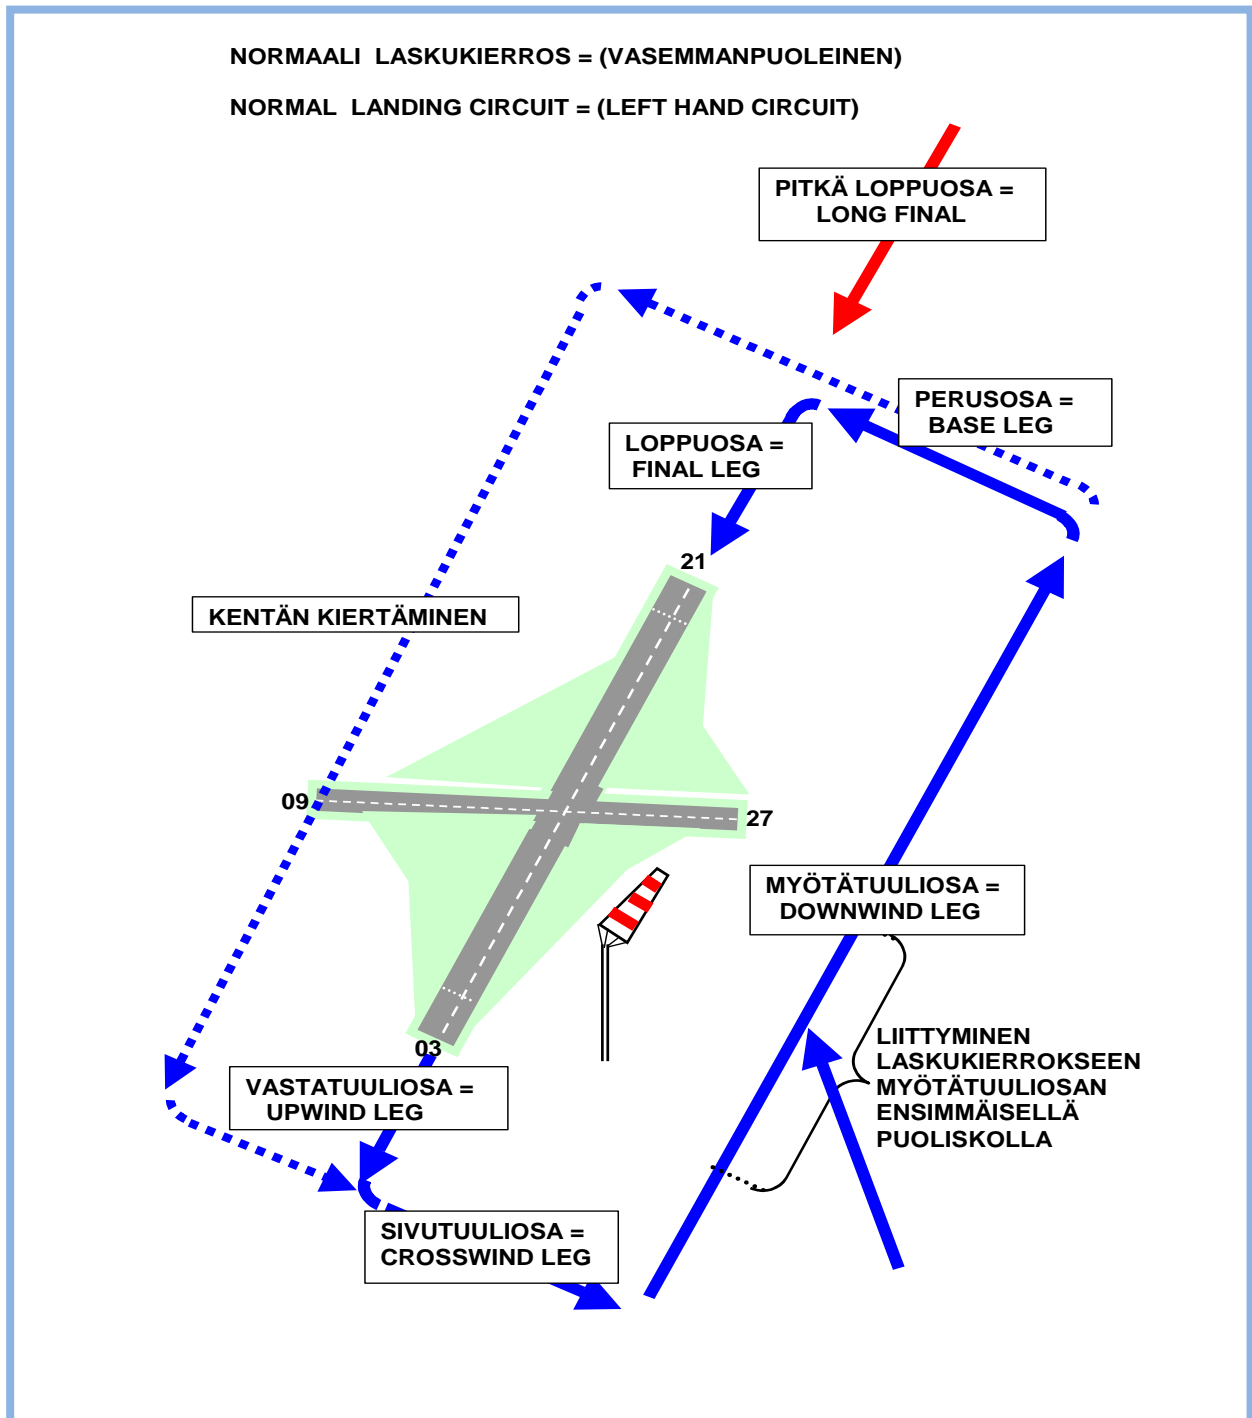 NORMAALI LASKUKIERROS = (VASEMMANPUOLEINEN)
NORMAL LANDING CIRCUIT = (LEFT HAND CIRCUIT)
PITKÄ LOPPUOSA =
LONG FINAL
PERUSOSA =
BASE LEG
LOPPUOSA =
FINAL LEG
21
KENTÄN KIERTÄMINEN
09
27
MYÖTÄTUULIOSA =
DOWNWIND LEG
03
LIITTYMINEN
LASKUKIERROKSEEN
MYÖTÄTUULIOSAN
ENSIMMÄISELLÄ
PUOLISKOLLA
VASTATUULIOSA =
UPWIND LEG
SIVUTUULIOSA =
CROSSWIND LEG